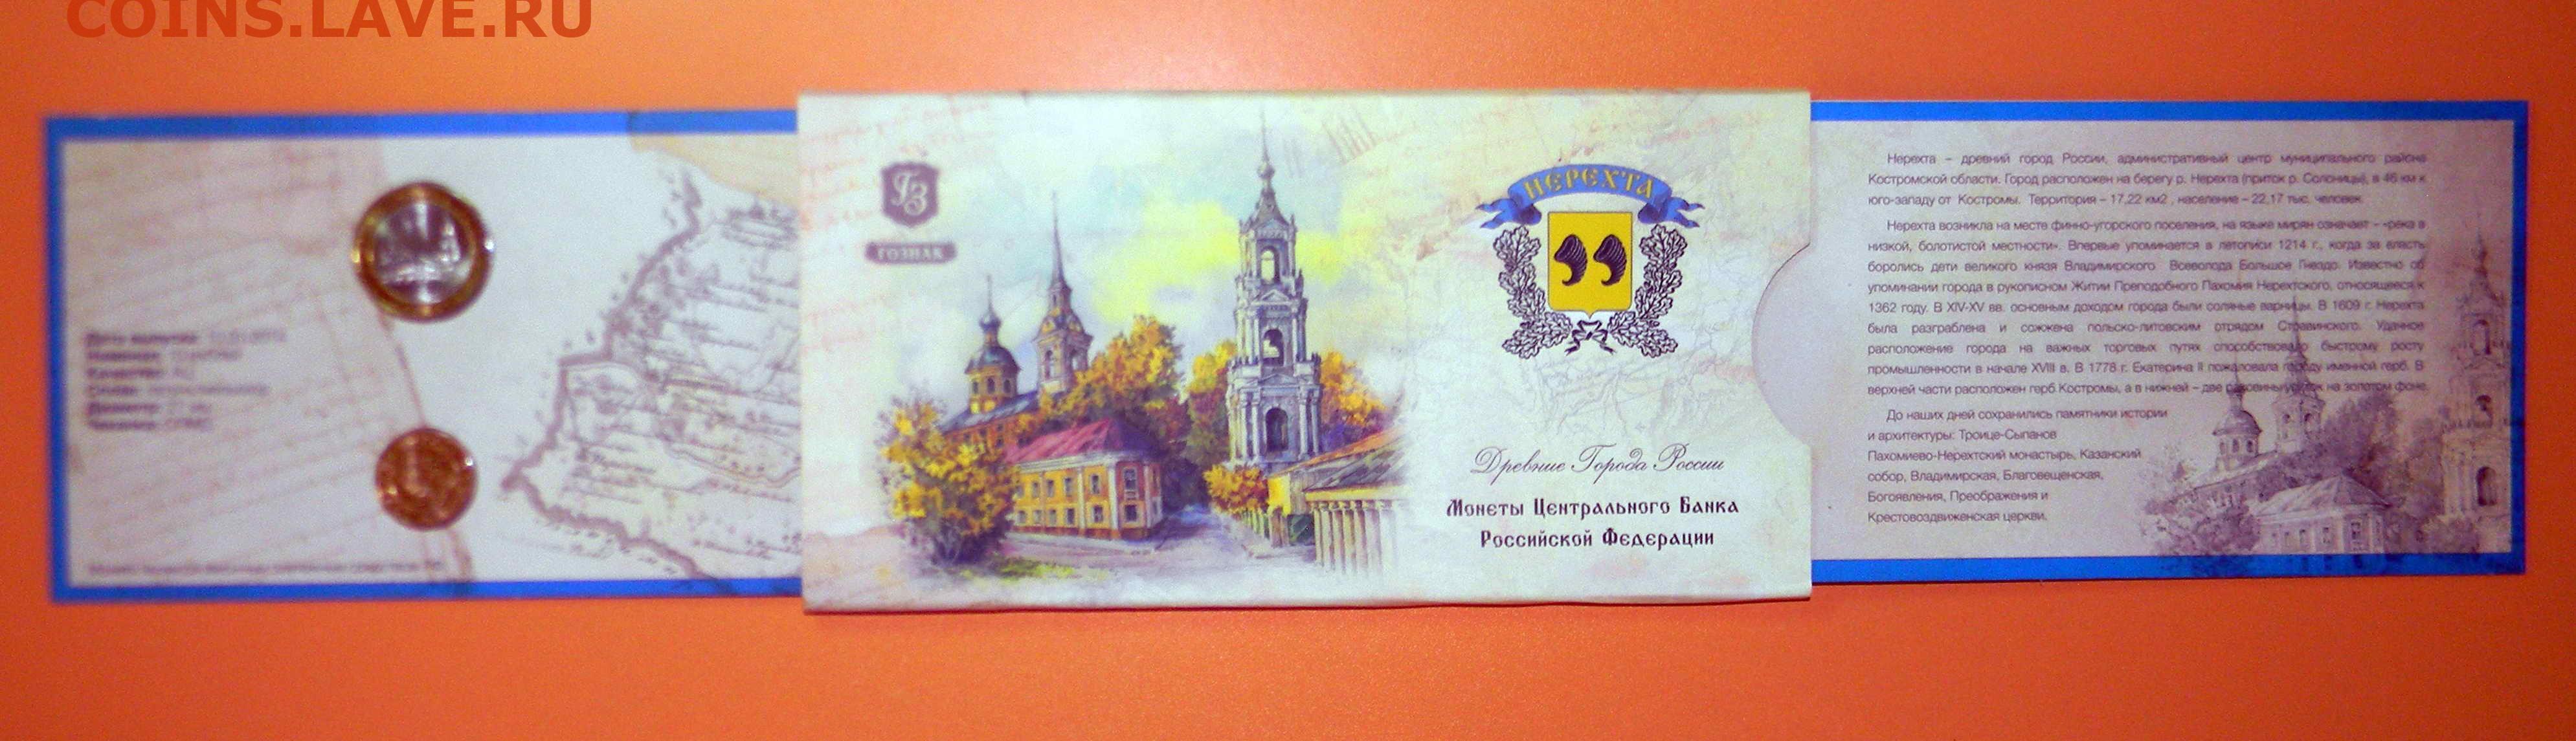 COINS.LAVE.RU
ГЗ
ГОЗНАК
НЕРЕХТА
Древние Города России
Монеты Центрального Банка
Российской Федерации
Нерехта – древний город России, административный центр муниципального района
Костромской области. Город расположен на берегу р. Нерехта (приток р. Солоницы), в 46 км к
юго-западу от Костромы. Территория – 17,22 км2 , население – 22,17 тыс. человек.
Нерехта возникла на месте финно-угорского поселения, на языке мирян означает – «река в
низкой, болотистой местности». Впервые упоминается в летописи 1214 г., когда за власть
боролись дети великого князя Владимирского Всеволода Большое Гнездо. Известно об
упоминании города в рукописном Житии Преподобного Пахомия Нерехтского, относящееся к
1362 году. В XIV-XV вв. основным доходом города были соляные варницы. В 1609 г. Нерехта
была разграблена и сожжена польско-литовским отрядом Стравинского. Удачное
расположение города на важных торговых путях способствовало быстрому росту
промышленности в начале XVIII в. В 1778 г. Екатерина II пожаловала городу именной герб. В
верхней части расположен герб Костромы, а в нижней – две раковины улиток на золотом фоне.
До наших дней сохранились памятники истории
и архитектуры: Троице-Сыпанов
Пахомиево-Нерехтский монастырь, Казанский
собор, Владимирская, Благовещенская,
Богоявления, Преображения и
Крестовоздвиженская церкви.